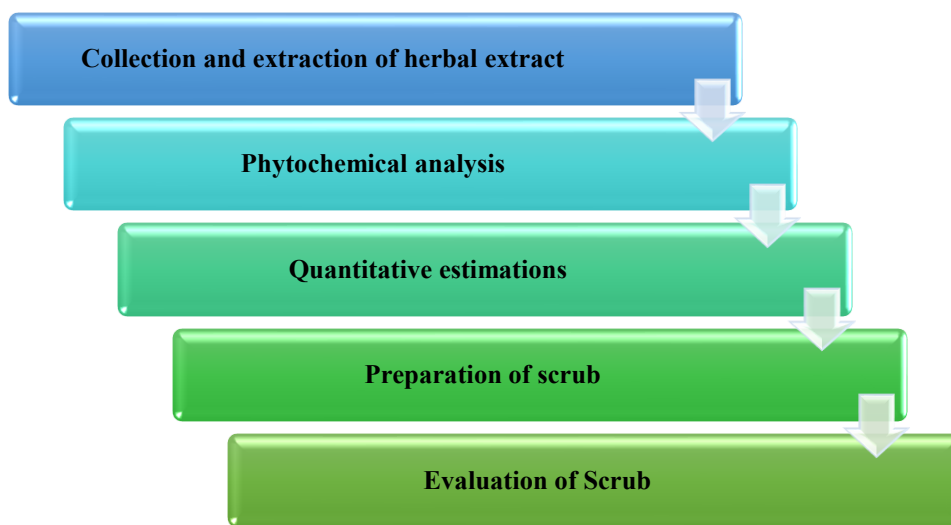 Collection and extraction of herbal extract
Phytochemical analysis
Quantitative estimations
Preparation of scrub
Evaluation of Scrub